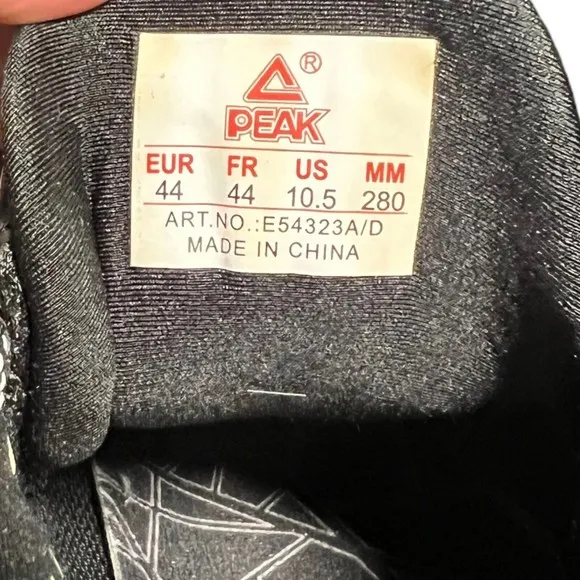 ®
PEAK
EUR FR US MM
44 44 10.5 280
ART.NO.:E54323A/D
MADE IN CHINA